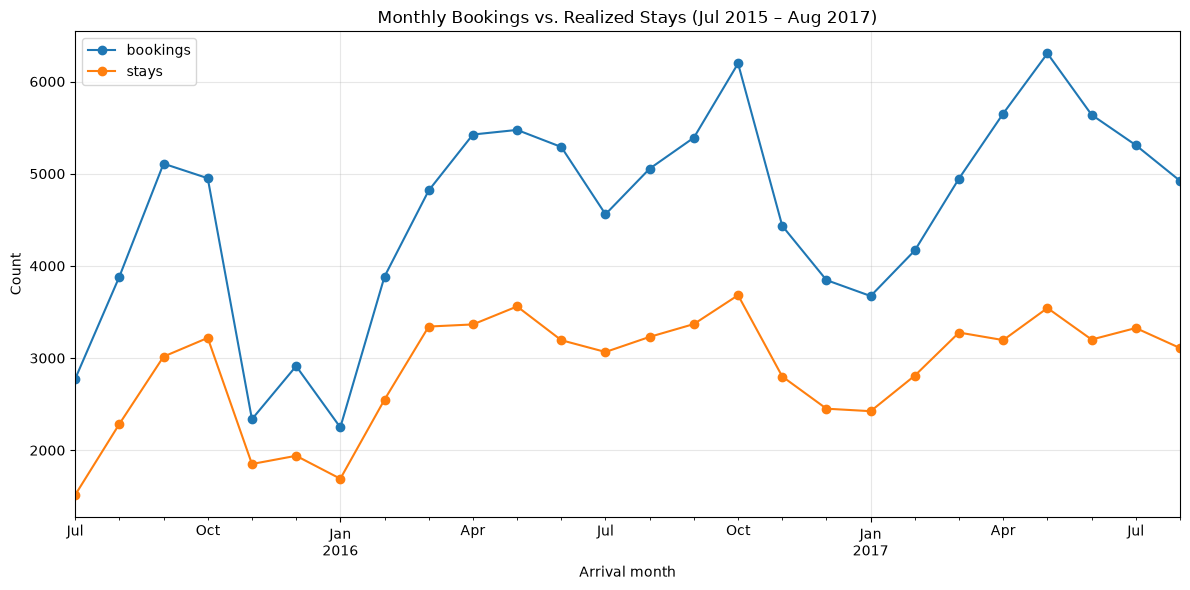 Monthly Bookings vs. Realized Stays (Jul 2015 – Aug 2017)
bookings
stays
Count
6000
5000
4000
3000
2000
Jul
Oct
Jan
2016
Apr
Jul
Oct
Jan
2017
Apr
Jul
Arrival month